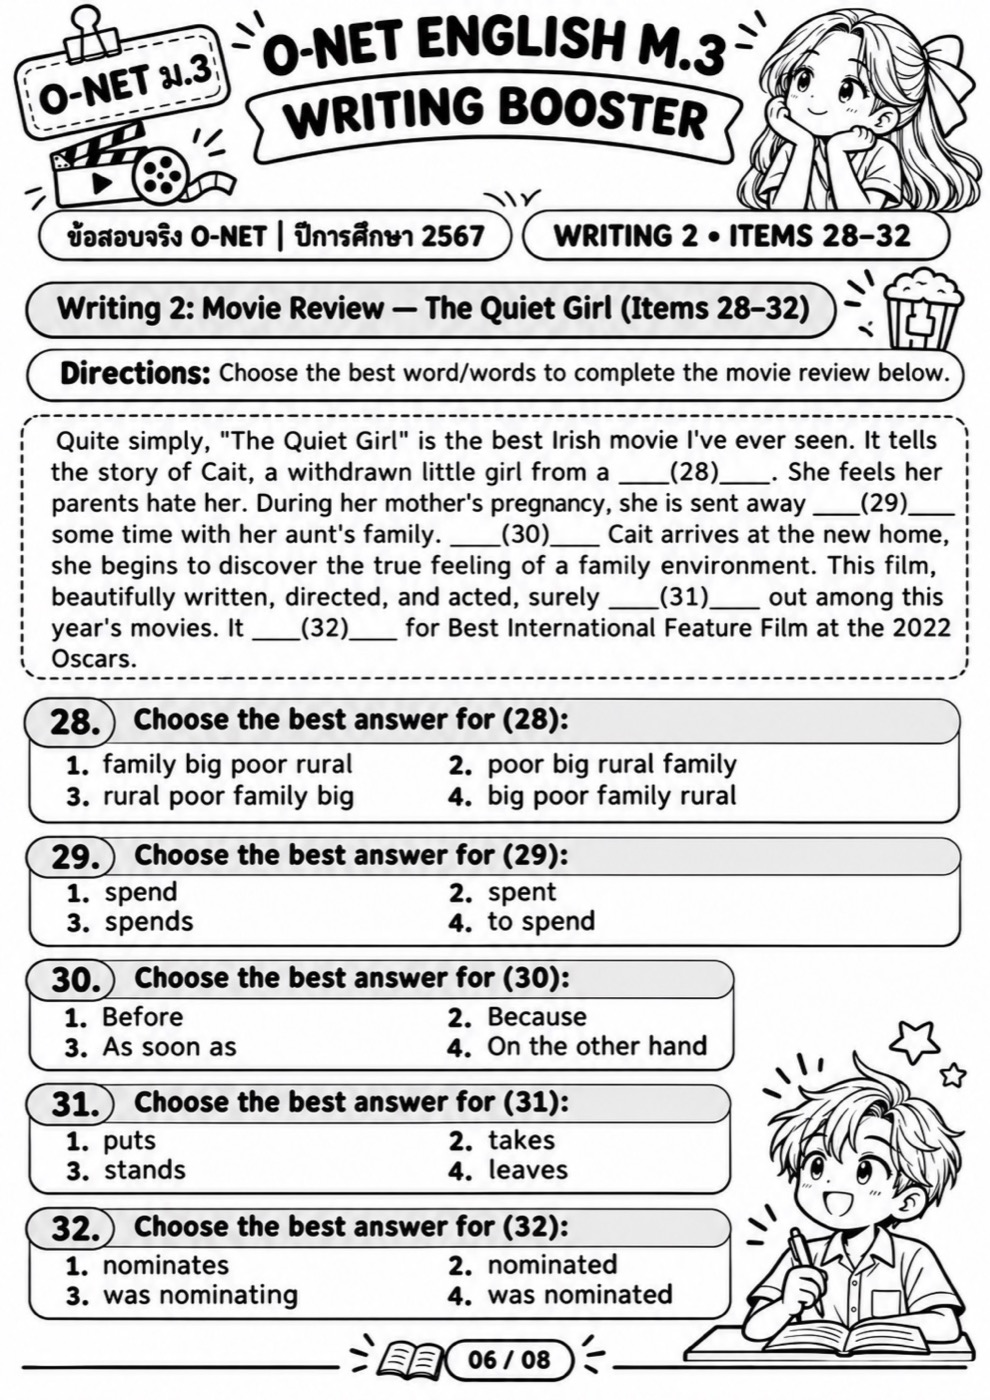 O-NET ม.3
O-NET ENGLISH M.3
WRITING BOOSTER
ข้อสอบจริง O-NET | ปีการศึกษา 2567
WRITING 2 • ITEMS 28–32
Writing 2: Movie Review — The Quiet Girl (Items 28–32)
Directions: Choose the best word/words to complete the movie review below.
Quite simply, "The Quiet Girl" is the best Irish movie I've ever seen. It tells
the story of Cait, a withdrawn little girl from a ____(28)____. She feels her
parents hate her. During her mother's pregnancy, she is sent away ____(29)____
some time with her aunt's family. ____(30)____ Cait arrives at the new home,
she begins to discover the true feeling of a family environment. This film,
beautifully written, directed, and acted, surely ____(31)____ out among this
year's movies. It ____(32)____ for Best International Feature Film at the 2022
Oscars.
28. Choose the best answer for (28):
1. family big poor rural 2. poor big rural family
3. rural poor family big 4. big poor family rural
29. Choose the best answer for (29):
1. spend 2. spent
3. spends 4. to spend
30. Choose the best answer for (30):
1. Before 2. Because
3. As soon as 4. On the other hand
31. Choose the best answer for (31):
1. puts 2. takes
3. stands 4. leaves
32. Choose the best answer for (32):
1. nominates 2. nominated
3. was nominating 4. was nominated
06 / 08